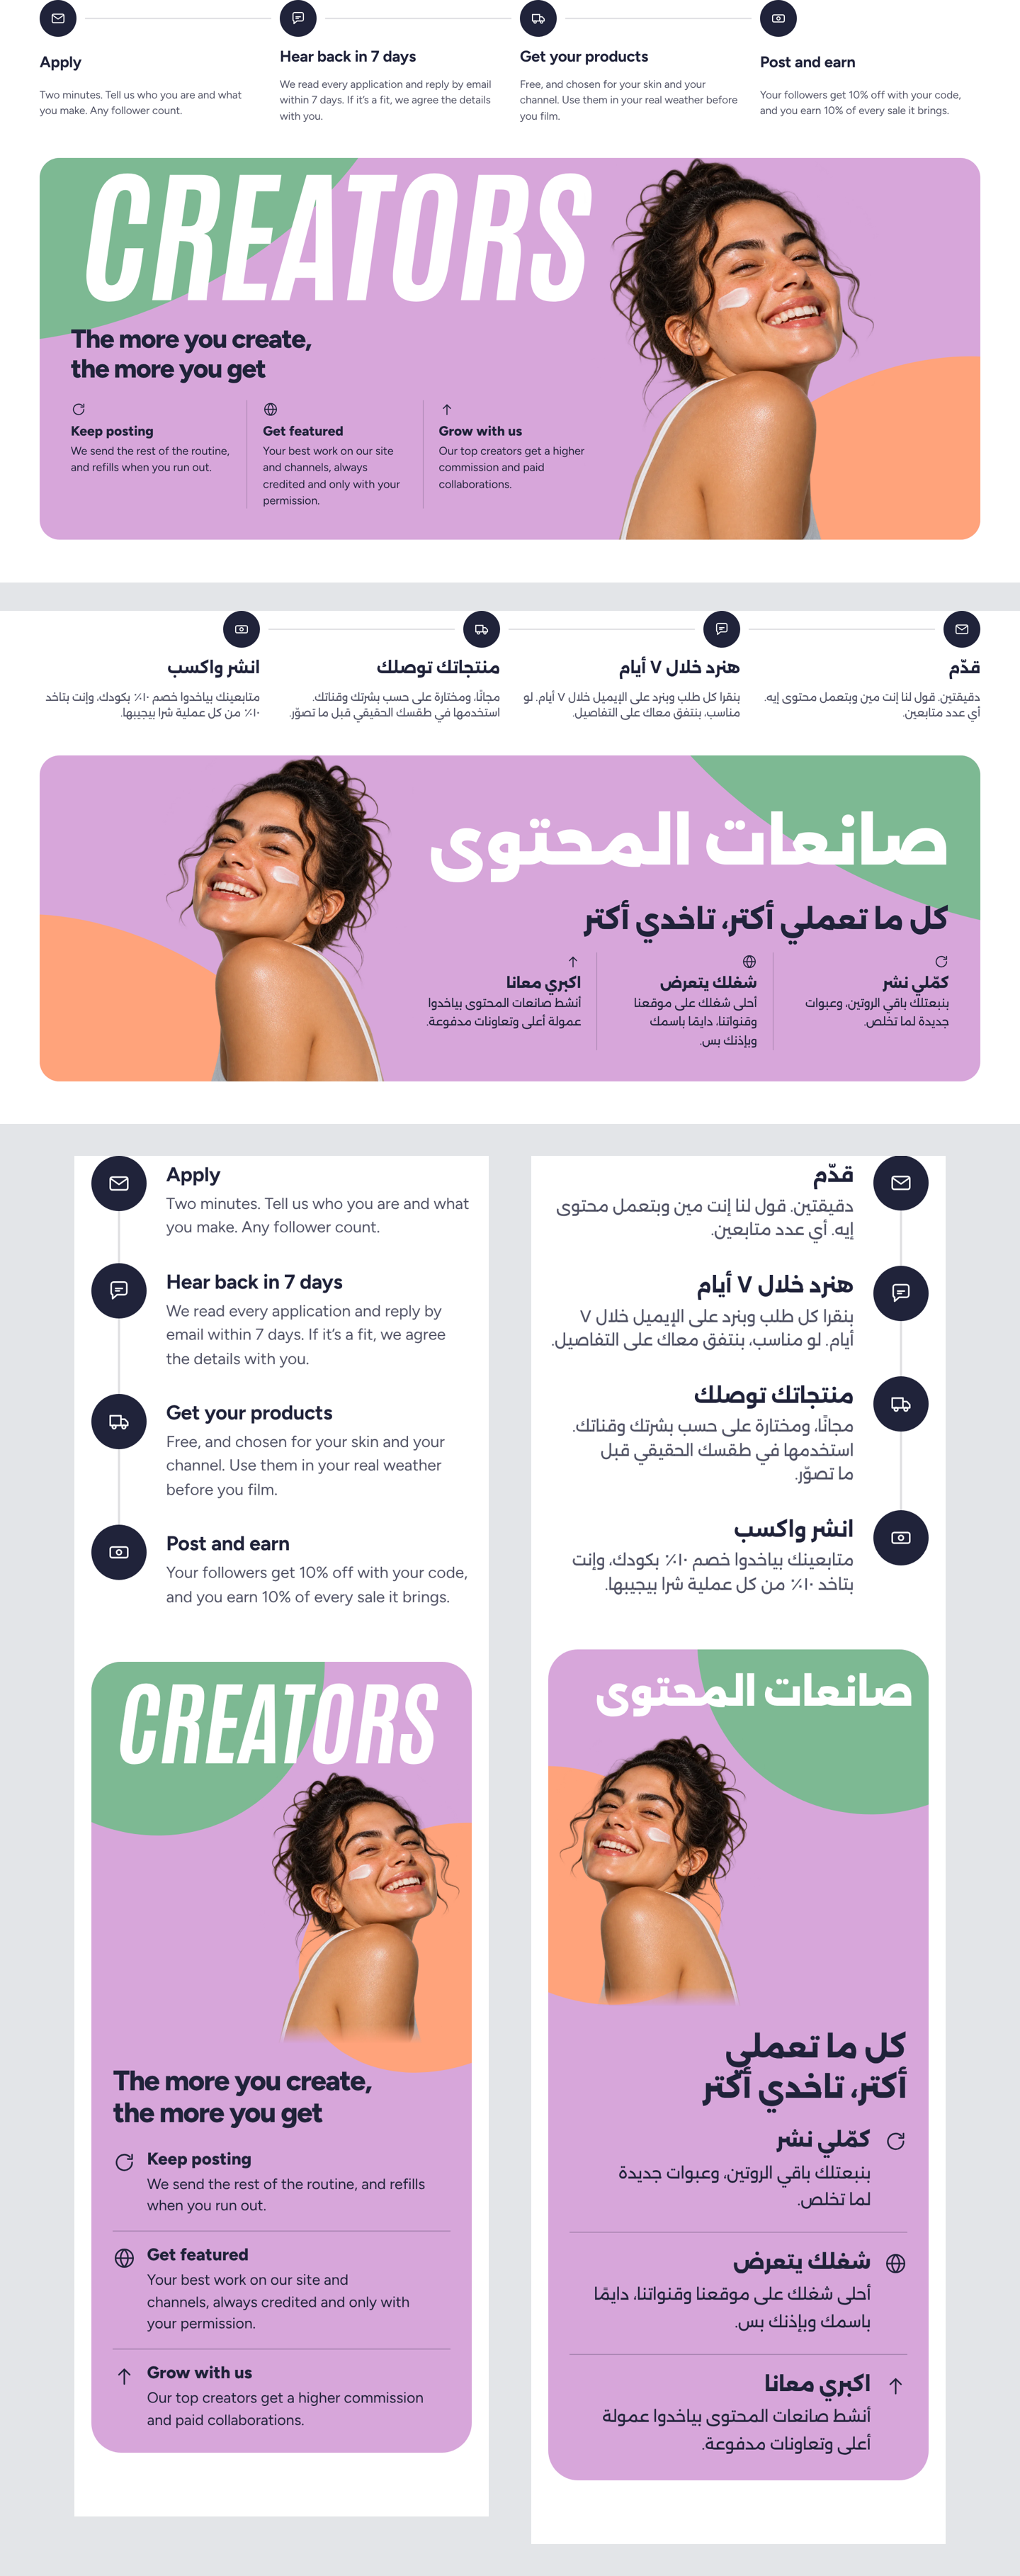 Apply
Two minutes. Tell us who you are and what
you make. Any follower count.
Hear back in 7 days
We read every application and reply by email
within 7 days. If it’s a fit, we agree the details
with you.
Get your products
Free, and chosen for your skin and your
channel. Use them in your real weather before
you film.
Post and earn
Your followers get 10% off with your code,
and you earn 10% of every sale it brings.
CREATORS
The more you create,
the more you get
Keep posting
We send the rest of the routine,
and refills when you run out.
Get featured
Your best work on our site
and channels, always
credited and only with your
permission.
Grow with us
Our top creators get a higher
commission and paid
collaborations.
قدّم
دقيقتين. قول لنا إنت مين وبتعمل محتوى إيه.
أي عدد متابعين.
هنرد خلال ٧ أيام
بنقرا كل طلب وبنرد على الإيميل خلال ٧ أيام. لو
مناسب، بنتفق معاك على التفاصيل.
منتجاتك توصلك
مجانًا، ومختارة على حسب بشرتك وقناتك.
استخدمها في طقسك الحقيقي قبل ما تصوّر.
انشر واكسب
متابعينك بياخدوا خصم ١٠٪ بكودك، وإنت بتاخد
١٠٪ من كل عملية شرا بيجيبها.
صانعات المحتوى
كل ما تعملي أكتر، تاخدي أكتر
كمّلي نشر
بنبعتلك باقي الروتين، وعبوات
جديدة لما تخلص.
شغلك يتعرض
أحلى شغلك على موقعنا
وقنواتنا، دايمًا باسمك
وبإذنك بس.
اكبري معانا
أنشط صانعات المحتوى بياخدوا
عمولة أعلى وتعاونات مدفوعة.
Apply
Two minutes. Tell us who you are and what
you make. Any follower count.
Hear back in 7 days
We read every application and reply by
email within 7 days. If it’s a fit, we agree
the details with you.
Get your products
Free, and chosen for your skin and your
channel. Use them in your real weather
before you film.
Post and earn
Your followers get 10% off with your code,
and you earn 10% of every sale it brings.
CREATORS
The more you create,
the more you get
Keep posting
We send the rest of the routine, and refills
when you run out.
Get featured
Your best work on our site and
channels, always credited and only with
your permission.
Grow with us
Our top creators get a higher commission
and paid collaborations.
قدّم
دقيقتين. قول لنا إنت مين وبتعمل محتوى
إيه. أي عدد متابعين.
هنرد خلال ٧ أيام
بنقرا كل طلب وبنرد على الإيميل خلال ٧
أيام. لو مناسب، بنتفق معاك على التفاصيل.
منتجاتك توصلك
مجانًا، ومختارة على حسب بشرتك وقناتك.
استخدمها في طقسك الحقيقي قبل
ما تصوّر.
انشر واكسب
متابعينك بياخدوا خصم ١٠٪ بكودك، وإنت
بتاخد ١٠٪ من كل عملية شرا بيجيبها.
صانعات المحتوى
كل ما تعملي
أكتر، تاخدي أكتر
كمّلي نشر
بنبعتلك باقي الروتين، وعبوات جديدة
لما تخلص.
شغلك يتعرض
أحلى شغلك على موقعنا وقنواتنا، دايمًا
باسمك وبإذنك بس.
اكبري معانا
أنشط صانعات المحتوى بياخدوا عمولة
أعلى وتعاونات مدفوعة.